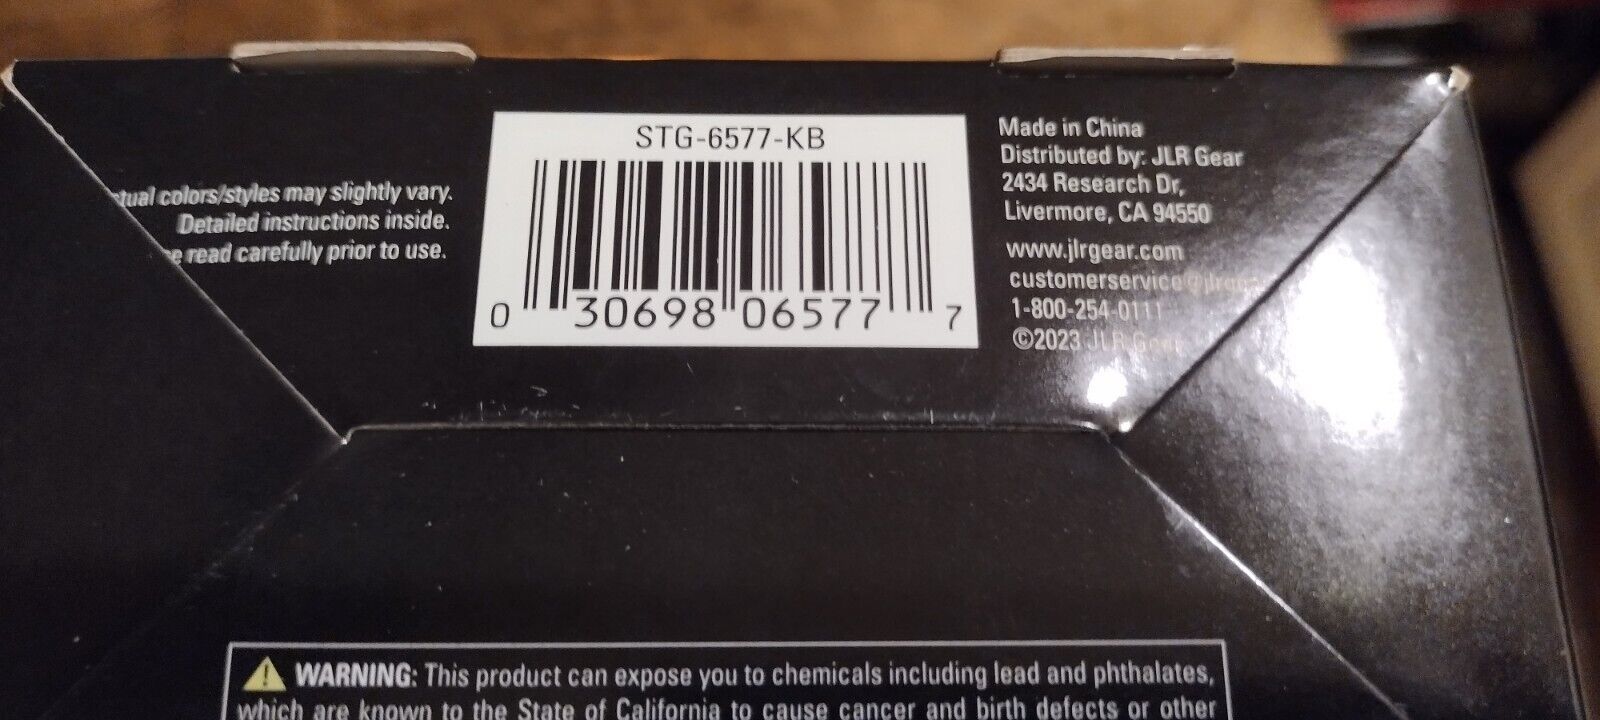 STG-6577-KB
0 30698 06577 7
colors/styles may slightly vary.
Detailed instructions inside.
read carefully prior to use.
Made in China
Distributed by: JLR Gear
2434 Research Dr,
Livermore, CA 94550
www.jlrgear.com
1-800-254-0111
©2023 JLR Gear
WARNING: This product can expose you to chemicals including lead and phthalates,
which are known to the State of California to cause cancer and birth defects or other